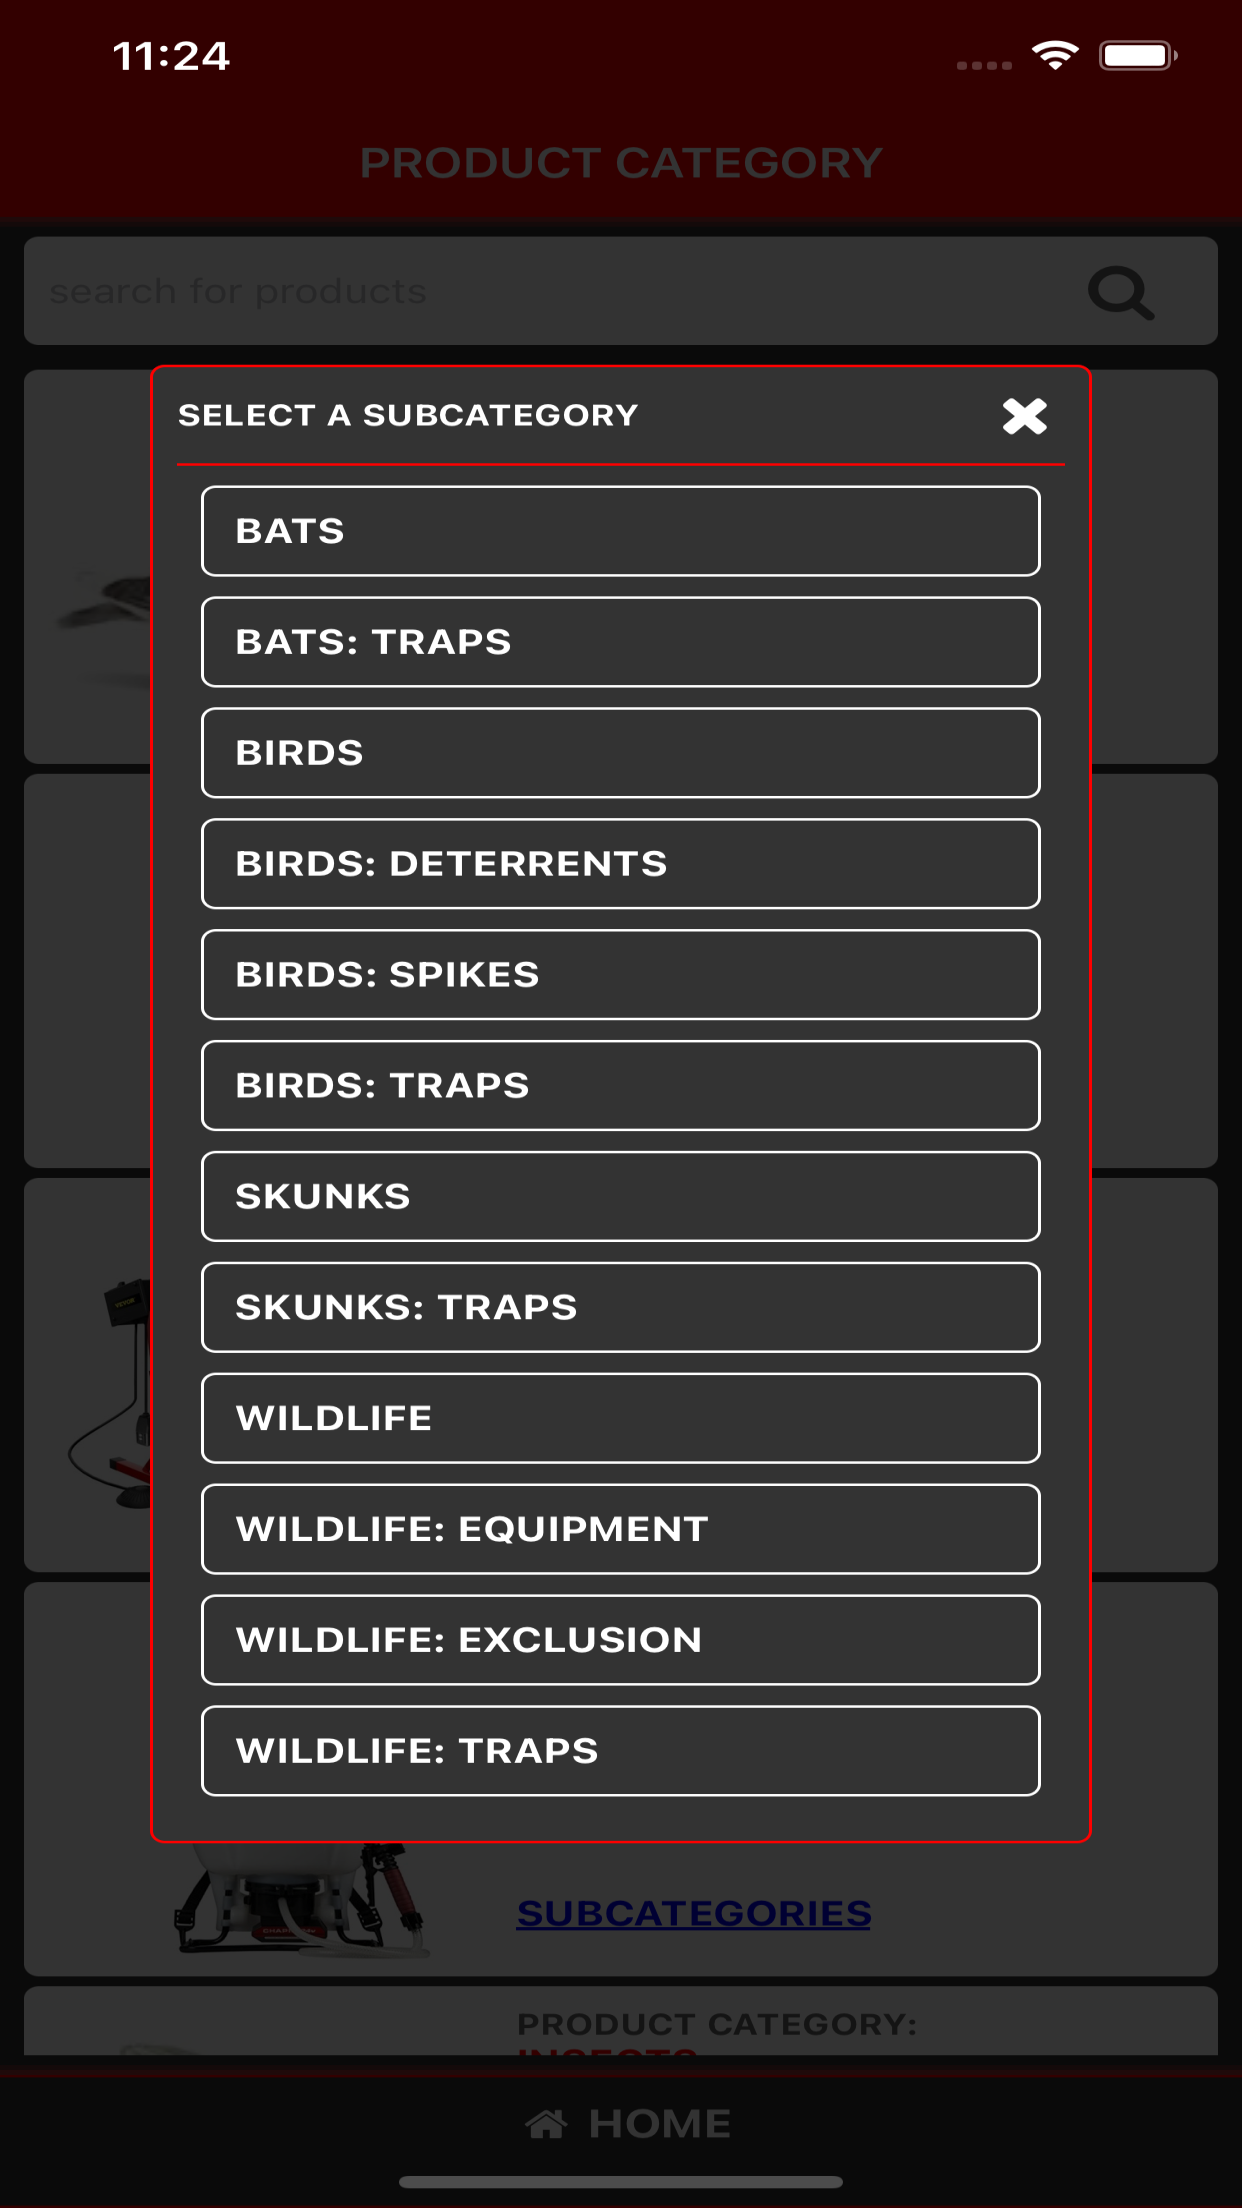 11:24
PRODUCT CATEGORY
search for products
SELECT A SUBCATEGORY
BATS
BATS: TRAPS
BIRDS
BIRDS: DETERRENTS
BIRDS: SPIKES
BIRDS: TRAPS
SKUNKS
SKUNKS: TRAPS
WILDLIFE
WILDLIFE: EQUIPMENT
WILDLIFE: EXCLUSION
WILDLIFE: TRAPS
SUBCATEGORIES
PRODUCT CATEGORY:
INSECTS
HOME